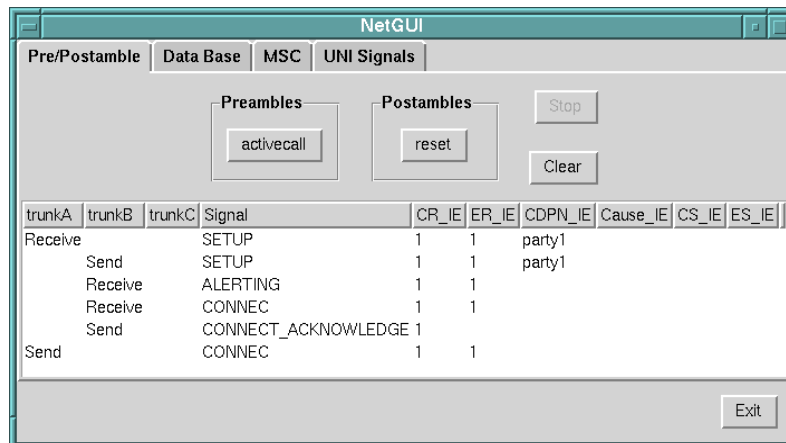 NetGUI
Pre/Postamble Data Base MSC UNI Signals
Preambles Postambles Stop
activecall reset
Clear
trunkA trunkB trunkC Signal CR_IE ER_IE CDPN_IE Cause_IE CS_IE ES_IE
Receive SETUP 1 1 party1
Send SETUP 1 1 party1
Receive ALERTING 1 1
Receive CONNEC 1 1
Send CONNECT_ACKNOWLEDGE 1
Send CONNEC 1 1
Exit